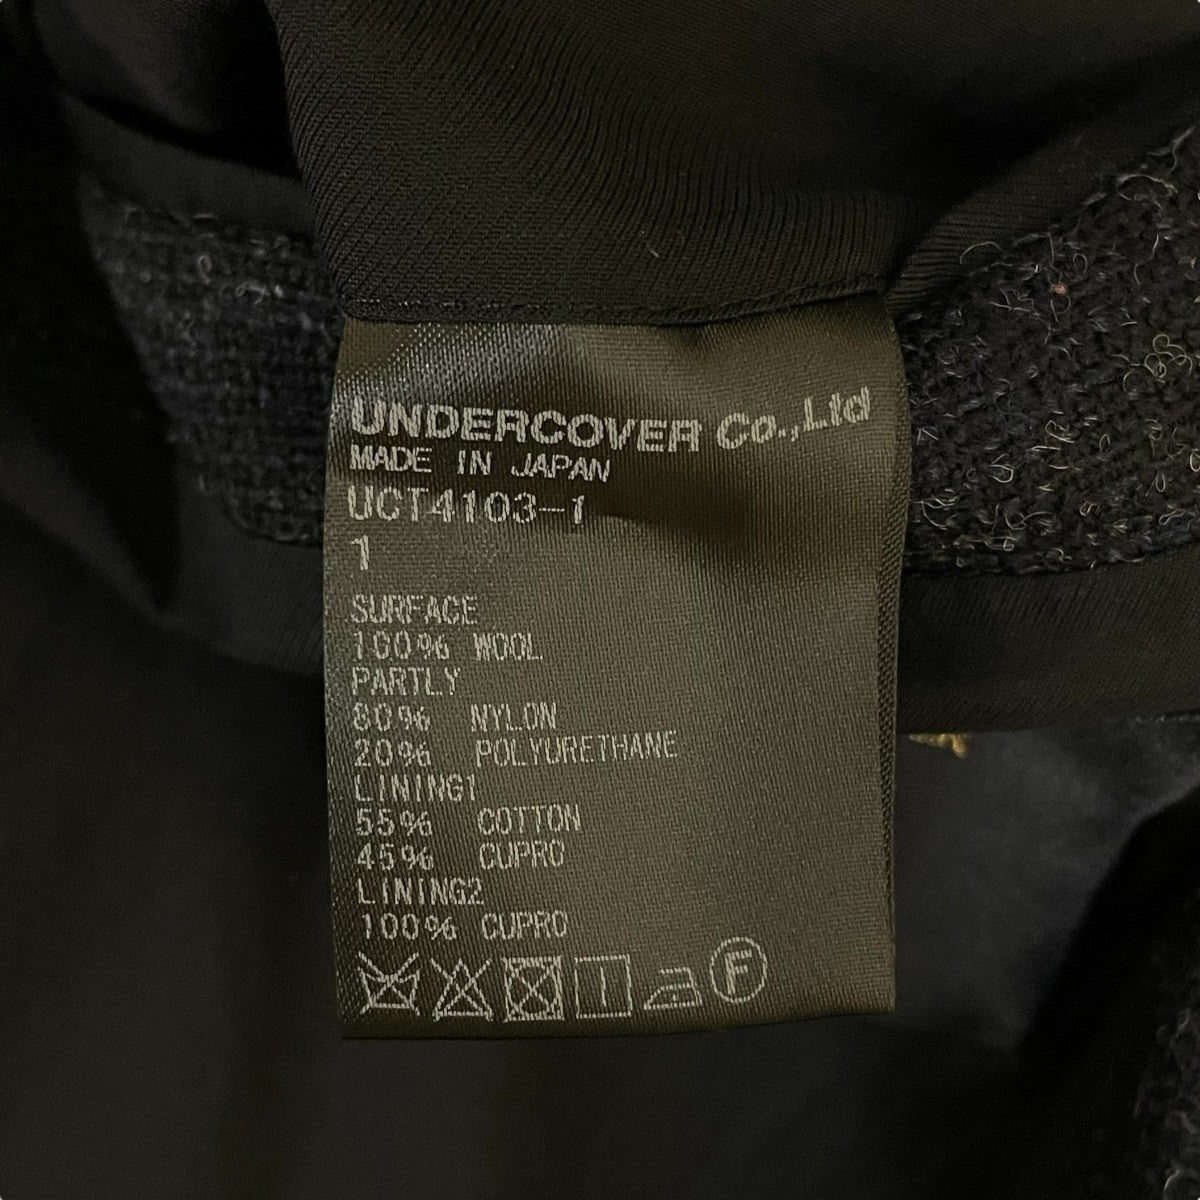 UNDERCOVER Co.,Ltd
MADE IN JAPAN
UCT4103-1
1
SURFACE
100% WOOL
PARTLY
80% NYLON
20% POLYURETHANE
LINING1
55% COTTON
45% CUPRO
LINING2
100% CUPRO
F